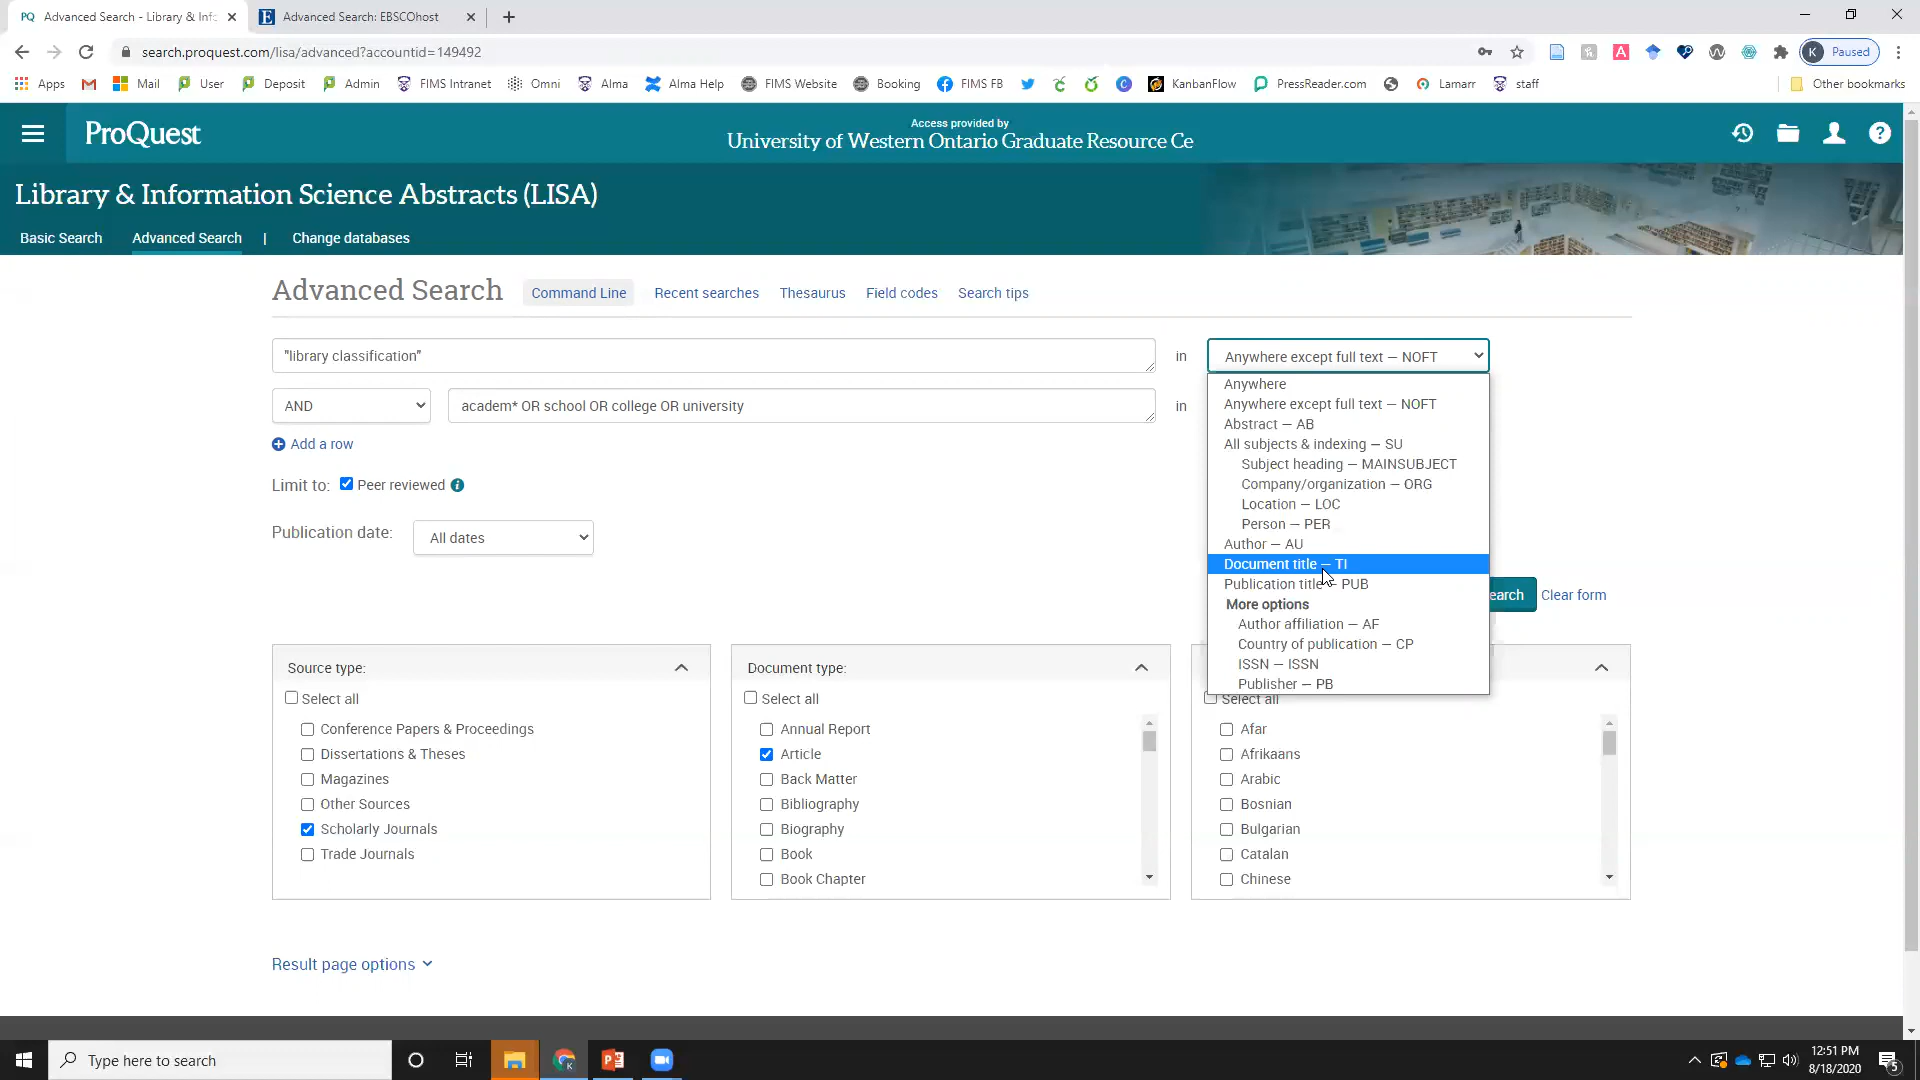 PQ Advanced Search - Library & Inf
E Advanced Search: EBSCOhost
search.proquest.com/lisa/advanced?accountid=149492
K Paused
Apps Mail User Deposit Admin FIMS Intranet Omni Alma Alma Help FIMS Website Booking FIMS FB KanbanFlow PressReader.com Lamarr staff Other bookmarks
ProQuest
Access provided by
University of Western Ontario Graduate Resource Ce
Library & Information Science Abstracts (LISA)
Basic Search Advanced Search | Change databases
Advanced Search Command Line Recent searches Thesaurus Field codes Search tips
"library classification" in Anywhere except full text – NOFT
AND academ* OR school OR college OR university in
Add a row
Limit to: Peer reviewed i
Publication date: All dates
Anywhere
Anywhere except full text – NOFT
Abstract – AB
All subjects & indexing – SU
Subject heading – MAINSUBJECT
Company/organization – ORG
Location – LOC
Person – PER
Author – AU
Document title – TI
Publication title – PUB
More options
Author affiliation – AF
Country of publication – CP
ISSN – ISSN
Publisher – PB
earch Clear form
Source type:
Select all
Conference Papers & Proceedings
Dissertations & Theses
Magazines
Other Sources
Scholarly Journals
Trade Journals
Document type:
Select all
Annual Report
Article
Back Matter
Bibliography
Biography
Book
Book Chapter
Select all
Afar
Afrikaans
Arabic
Bosnian
Bulgarian
Catalan
Chinese
Result page options
Type here to search
12:51 PM
8/18/2020
5